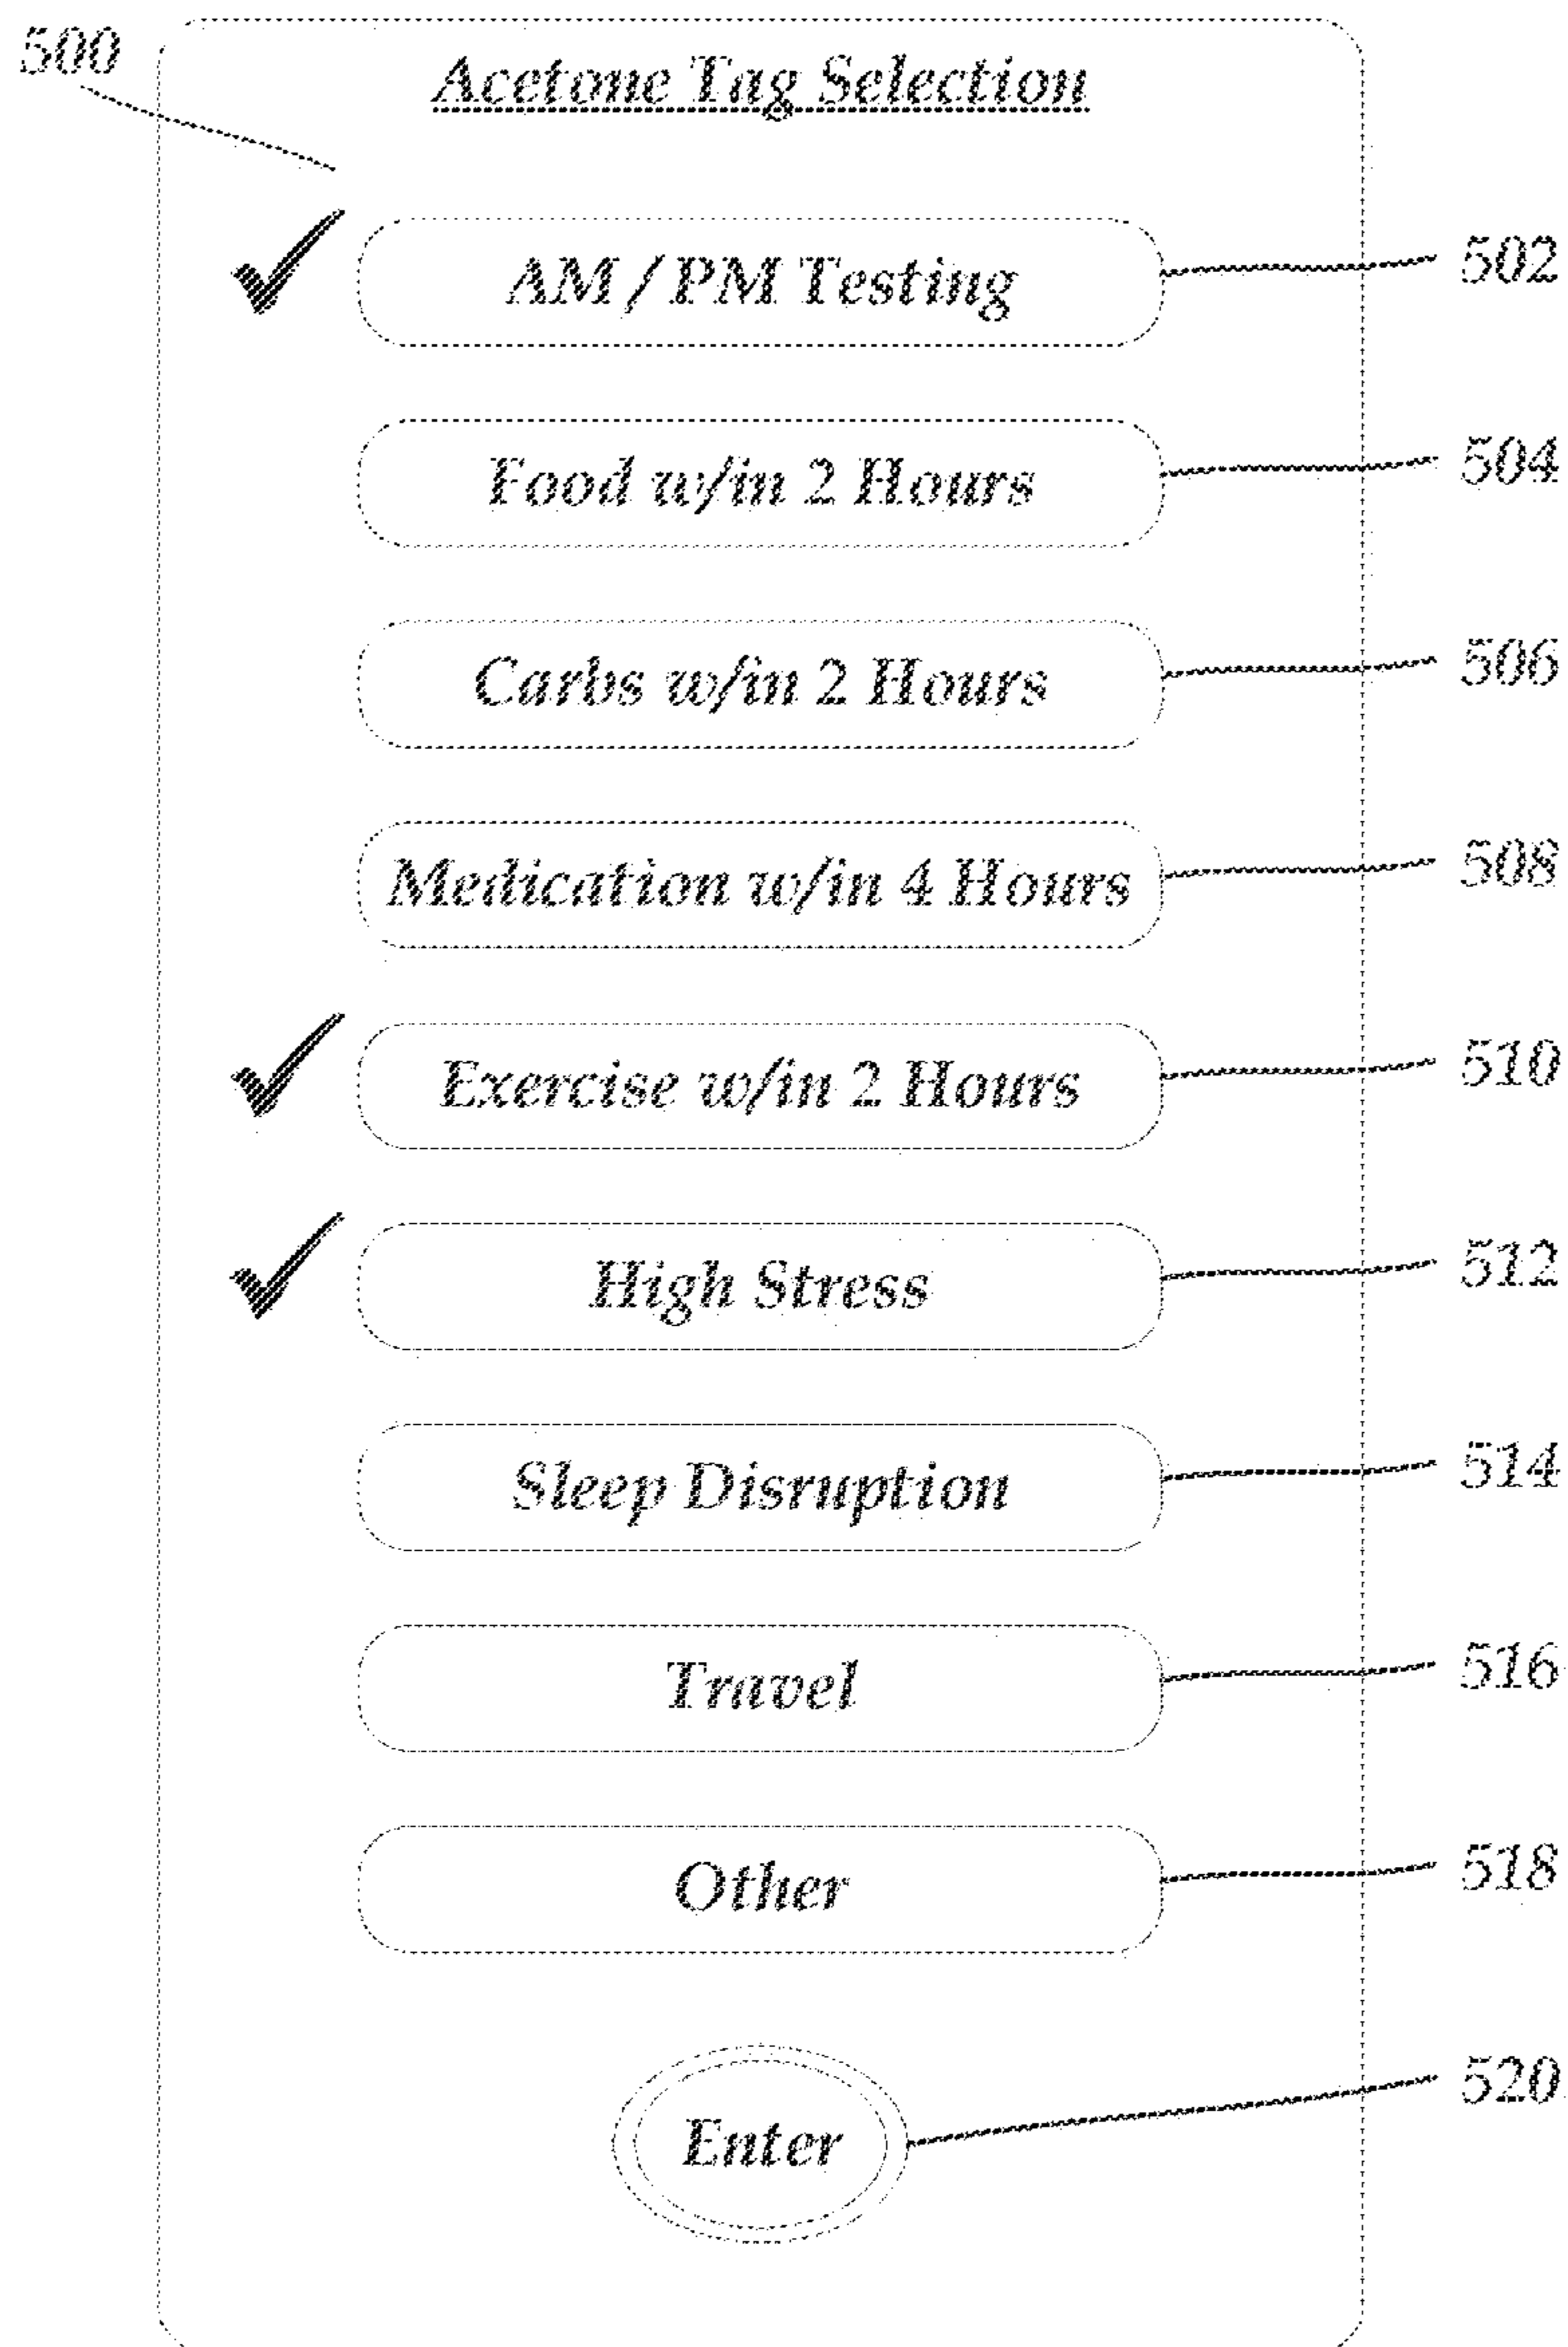 500
Acetone Tag Selection
AM / PM Testing 502
Food w/in 2 Hours 504
Carbs w/in 2 Hours 506
Medication w/in 4 Hours 508
Exercise w/in 2 Hours 510
High Stress 512
Sleep Disruption 514
Travel 516
Other 518
Enter 520